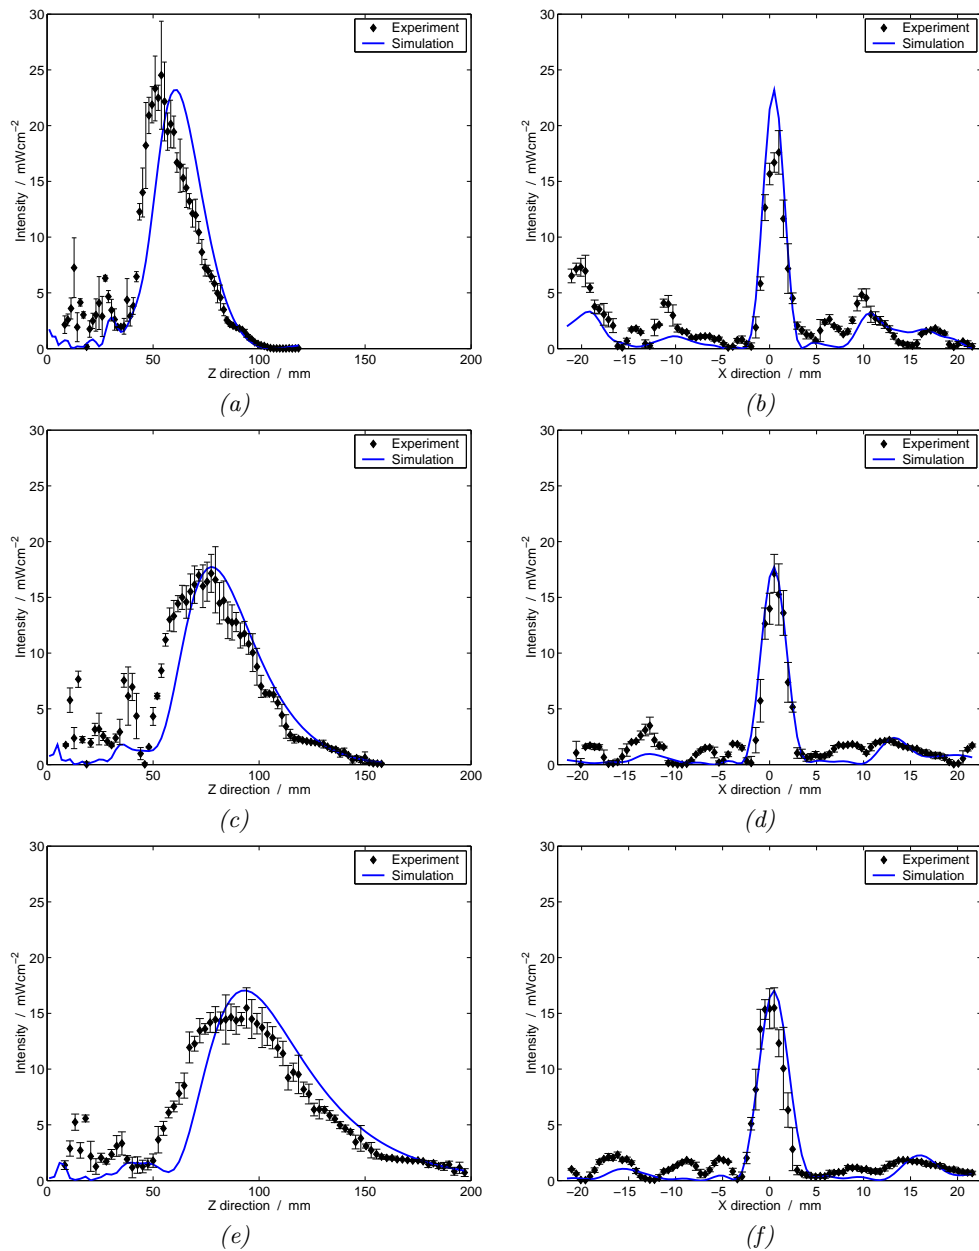 30
25
20
15
10
5
0
Intensity / mWcm−2
0 50 100 150 200
Z direction / mm
Experiment
Simulation
(a)
30
25
20
15
10
5
0
Intensity / mWcm−2
−20 −15 −10 −5 0 5 10 15 20
X direction / mm
Experiment
Simulation
(b)
30
25
20
15
10
5
0
Intensity / mWcm−2
0 50 100 150 200
Z direction / mm
Experiment
Simulation
(c)
30
25
20
15
10
5
0
Intensity / mWcm−2
−20 −15 −10 −5 0 5 10 15 20
X direction / mm
Experiment
Simulation
(d)
30
25
20
15
10
5
0
Intensity / mWcm−2
0 50 100 150 200
Z direction / mm
Experiment
Simulation
(e)
30
25
20
15
10
5
0
Intensity / mWcm−2
−20 −15 −10 −5 0 5 10 15 20
X direction / mm
Experiment
Simulation
(f)